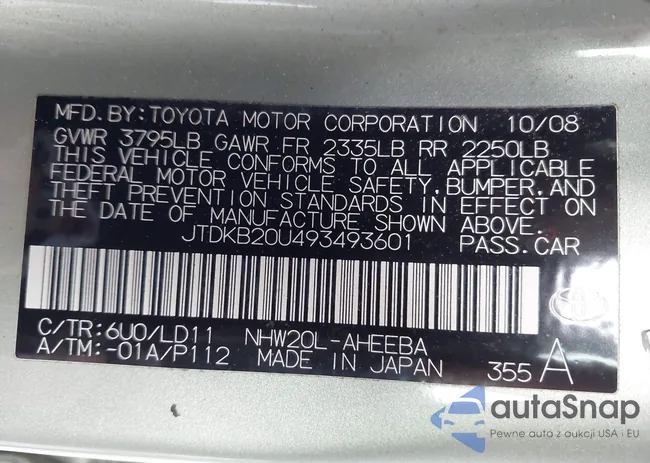 MFD. BY: TOYOTA MOTOR CORPORATION 10/08
GVWR 3795LB GAWR FR 2335LB RR 2250LB
THIS VEHICLE CONFORMS TO ALL APPLICABLE
FEDERAL MOTOR VEHICLE SAFETY, BUMPER, AND
THEFT PREVENTION STANDARDS IN EFFECT ON
THE DATE OF MANUFACTURE SHOWN ABOVE.
JTDKB20U493493601 PASS. CAR
C/TR: 6U0/LD11 NHW20L-AHEEBA
A/TM: -01A/P112 MADE IN JAPAN 355 A
autaSnap
Pewne auta z aukcji USA i EU